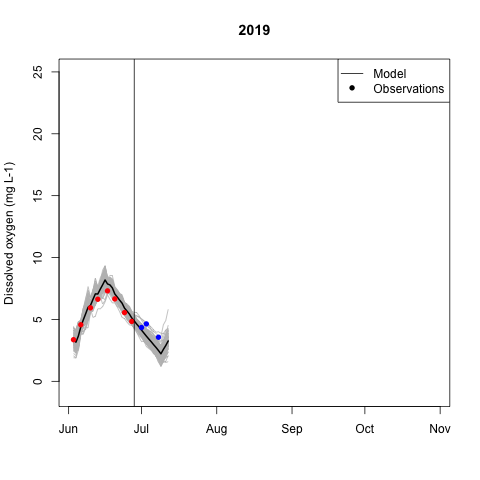 2019
Model
Observations
Dissolved oxygen (mg L-1)
25
20
15
10
5
0
Jun Jul Aug Sep Oct Nov